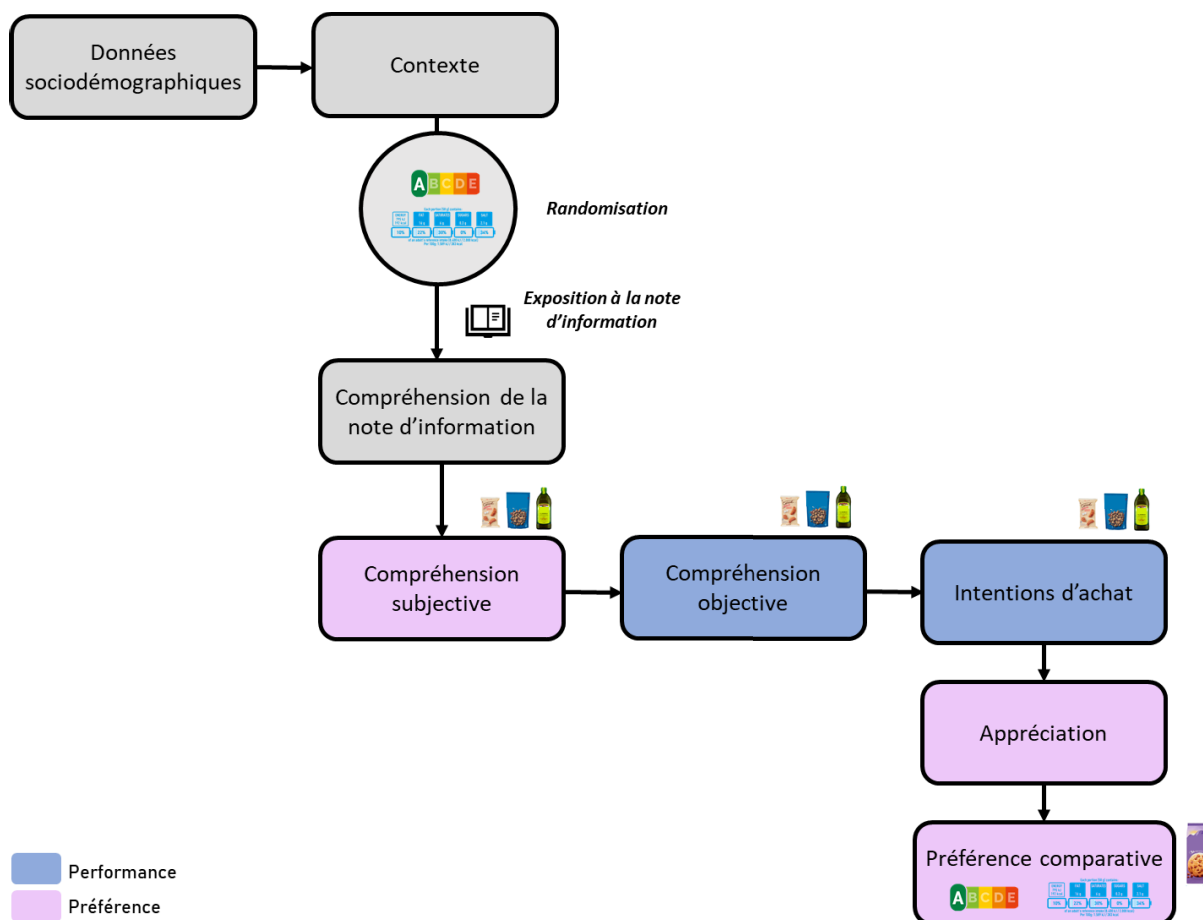 Données
sociodémographiques
Contexte
A B C D E
Randomisation
Exposition à la note
d’information
Compréhension de la
note d’information
Compréhension
subjective
Compréhension
objective
Intentions d’achat
Appréciation
Préférence comparative
A B C D E
Performance
Préférence